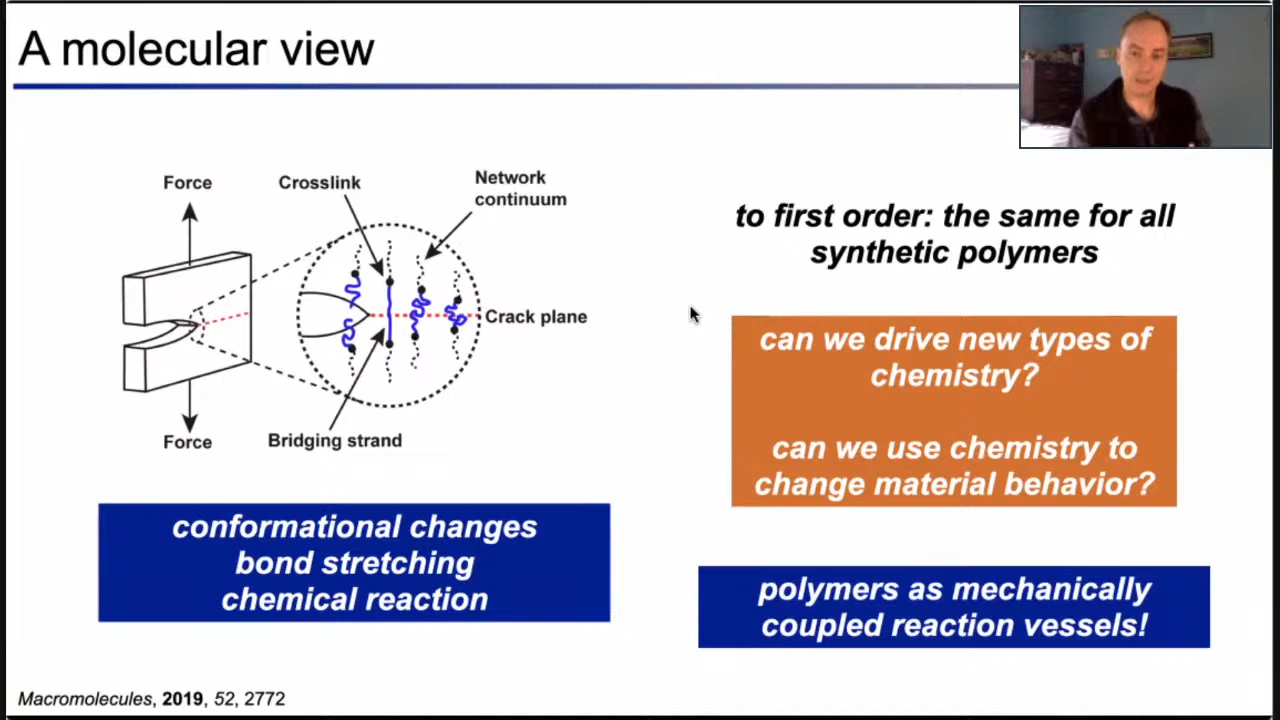 A molecular view
Force
Crosslink
Network
continuum
Crack plane
Force
Bridging strand
conformational changes
bond stretching
chemical reaction
to first order: the same for all
synthetic polymers
can we drive new types of
chemistry?
can we use chemistry to
change material behavior?
polymers as mechanically
coupled reaction vessels!
Macromolecules, 2019, 52, 2772